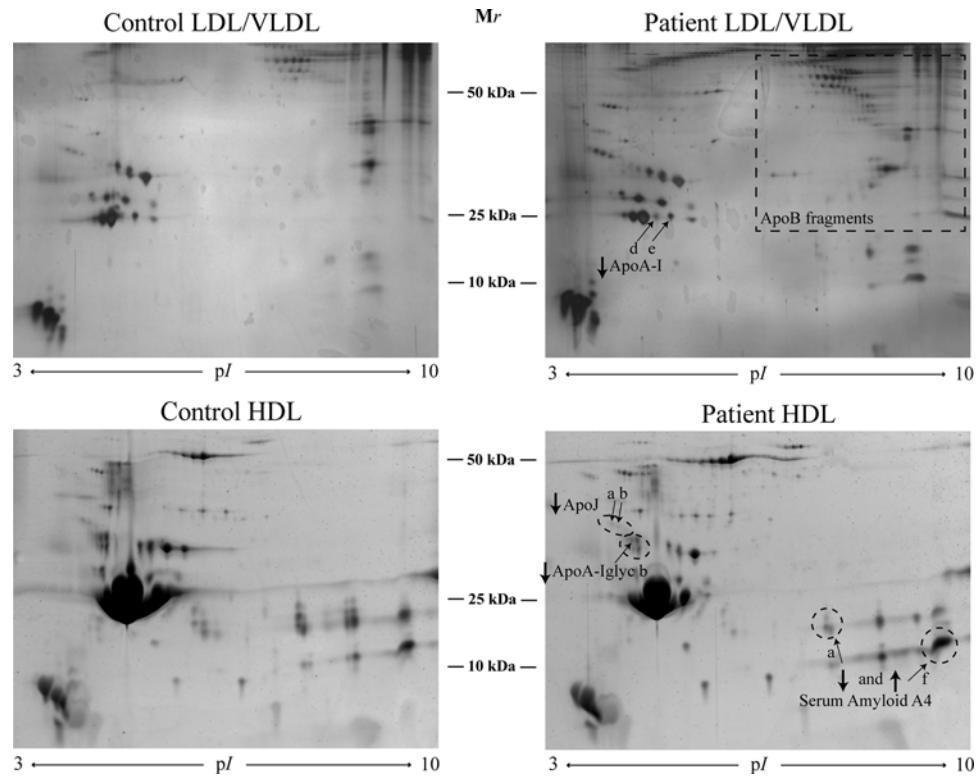 Control LDL/VLDL
Mr
Patient LDL/VLDL
50 kDa
25 kDa
10 kDa
ApoB fragments
d e
ApoA-I
3 pI 10
3 pI 10
Control HDL
Patient HDL
50 kDa
25 kDa
10 kDa
a b
ApoJ
ApoA-Iglyc b
a and f
Serum Amyloid A4
3 pI 10
3 pI 10